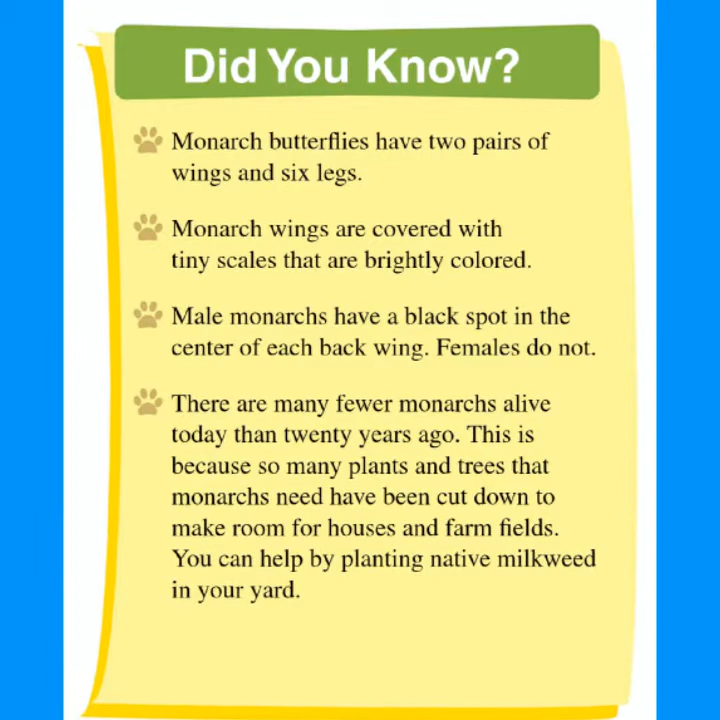 Did You Know?
Monarch butterflies have two pairs of
wings and six legs.
Monarch wings are covered with
tiny scales that are brightly colored.
Male monarchs have a black spot in the
center of each back wing. Females do not.
There are many fewer monarchs alive
today than twenty years ago. This is
because so many plants and trees that
monarchs need have been cut down to
make room for houses and farm fields.
You can help by planting native milkweed
in your yard.